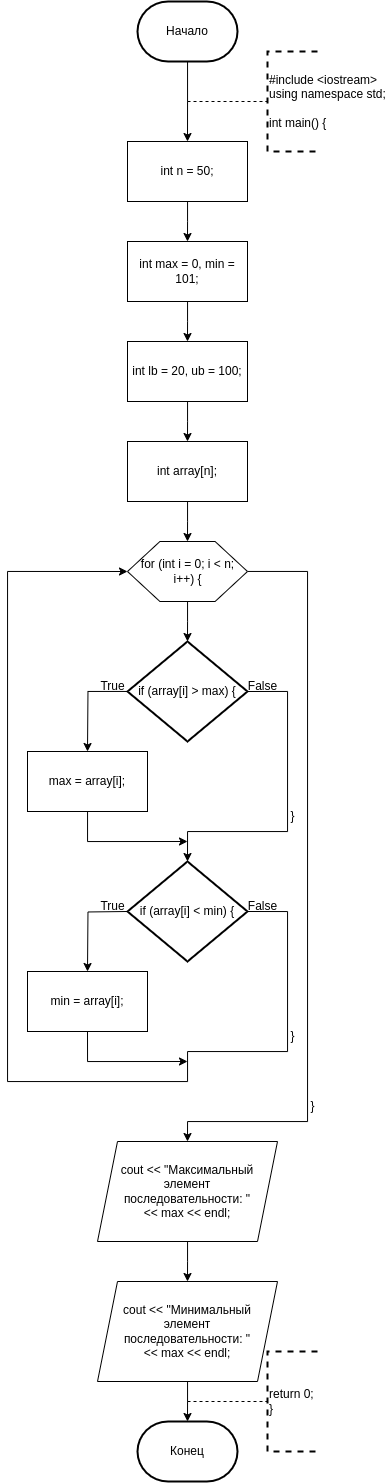 Начало
#include <iostream>
using namespace std;
int main() {
int n = 50;
int max = 0, min =
101;
int lb = 20, ub = 100;
int array[n];
for (int i = 0; i < n;
i++) {
True
if (array[i] > max) {
False
max = array[i];
}
True
if (array[i] < min) {
False
min = array[i];
}
}
cout << "Максимальный
элемент
последовательности: "
<< max << endl;
cout << "Минимальный
элемент
последовательности: "
<< max << endl;
return 0;
}
Конец